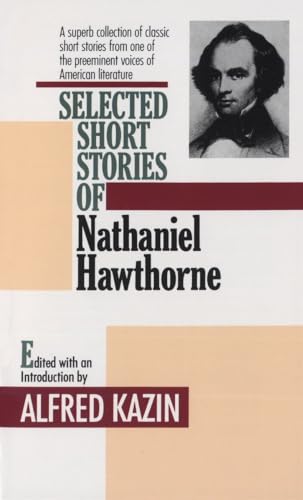 A superb collection of classic
short stories from one of
the preeminent voices of
American literature
SELECTED
SHORT
STORIES
OF
Nathaniel
Hawthorne
Edited with an
Introduction by
ALFRED KAZIN